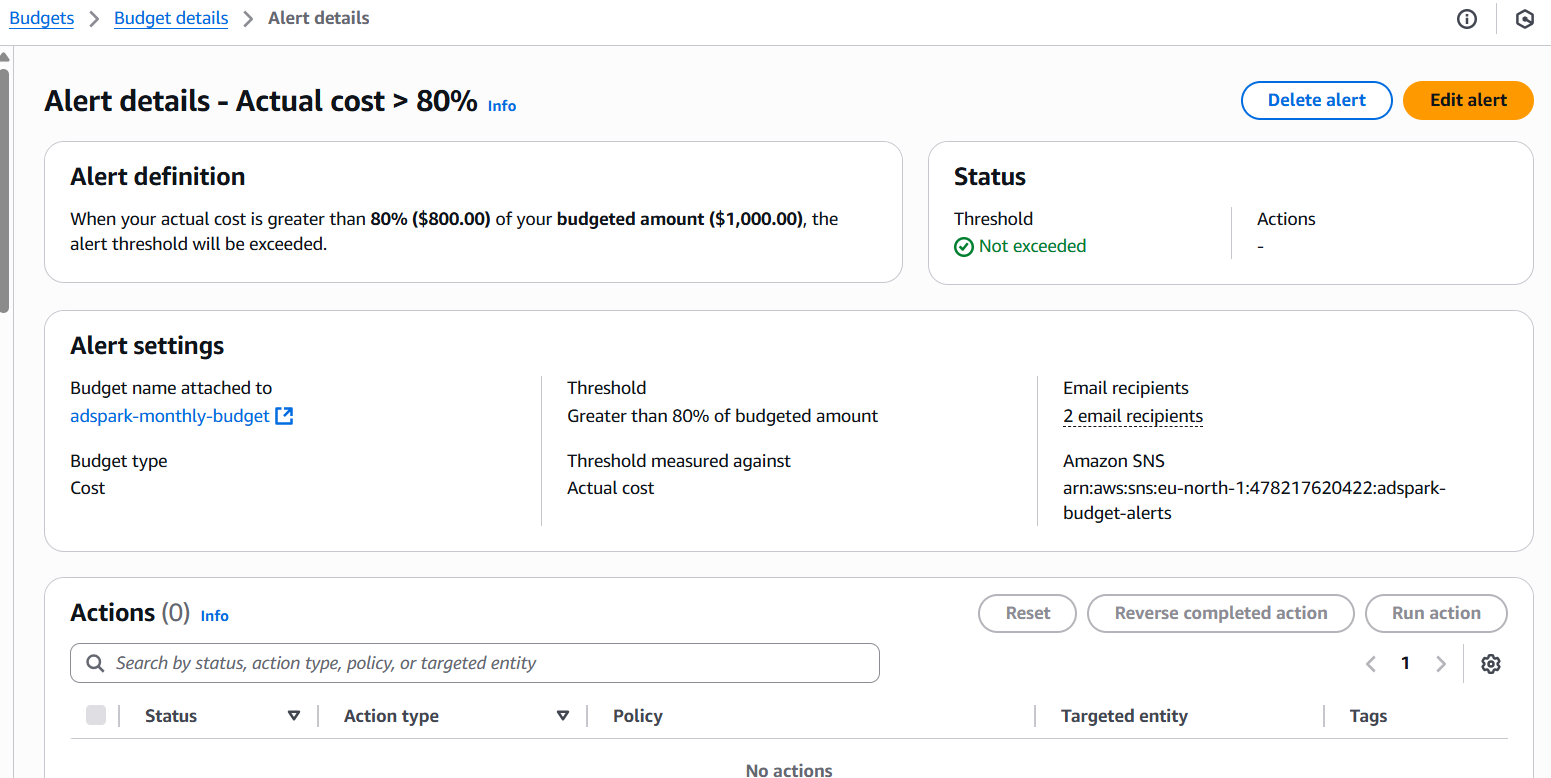 Budgets > Budget details > Alert details
Alert details - Actual cost > 80% Info
Delete alert
Edit alert
Alert definition
When your actual cost is greater than 80% ($800.00) of your budgeted amount ($1,000.00), the
alert threshold will be exceeded.
Status
Threshold
Not exceeded
Actions
-
Alert settings
Budget name attached to
adspark-monthly-budget
Budget type
Cost
Threshold
Greater than 80% of budgeted amount
Threshold measured against
Actual cost
Email recipients
2 email recipients
Amazon SNS
arn:aws:sns:eu-north-1:478217620422:adspark-
budget-alerts
Actions (0) Info
Reset
Reverse completed action
Run action
Search by status, action type, policy, or targeted entity
1
Status
Action type
Policy
Targeted entity
Tags
No actions